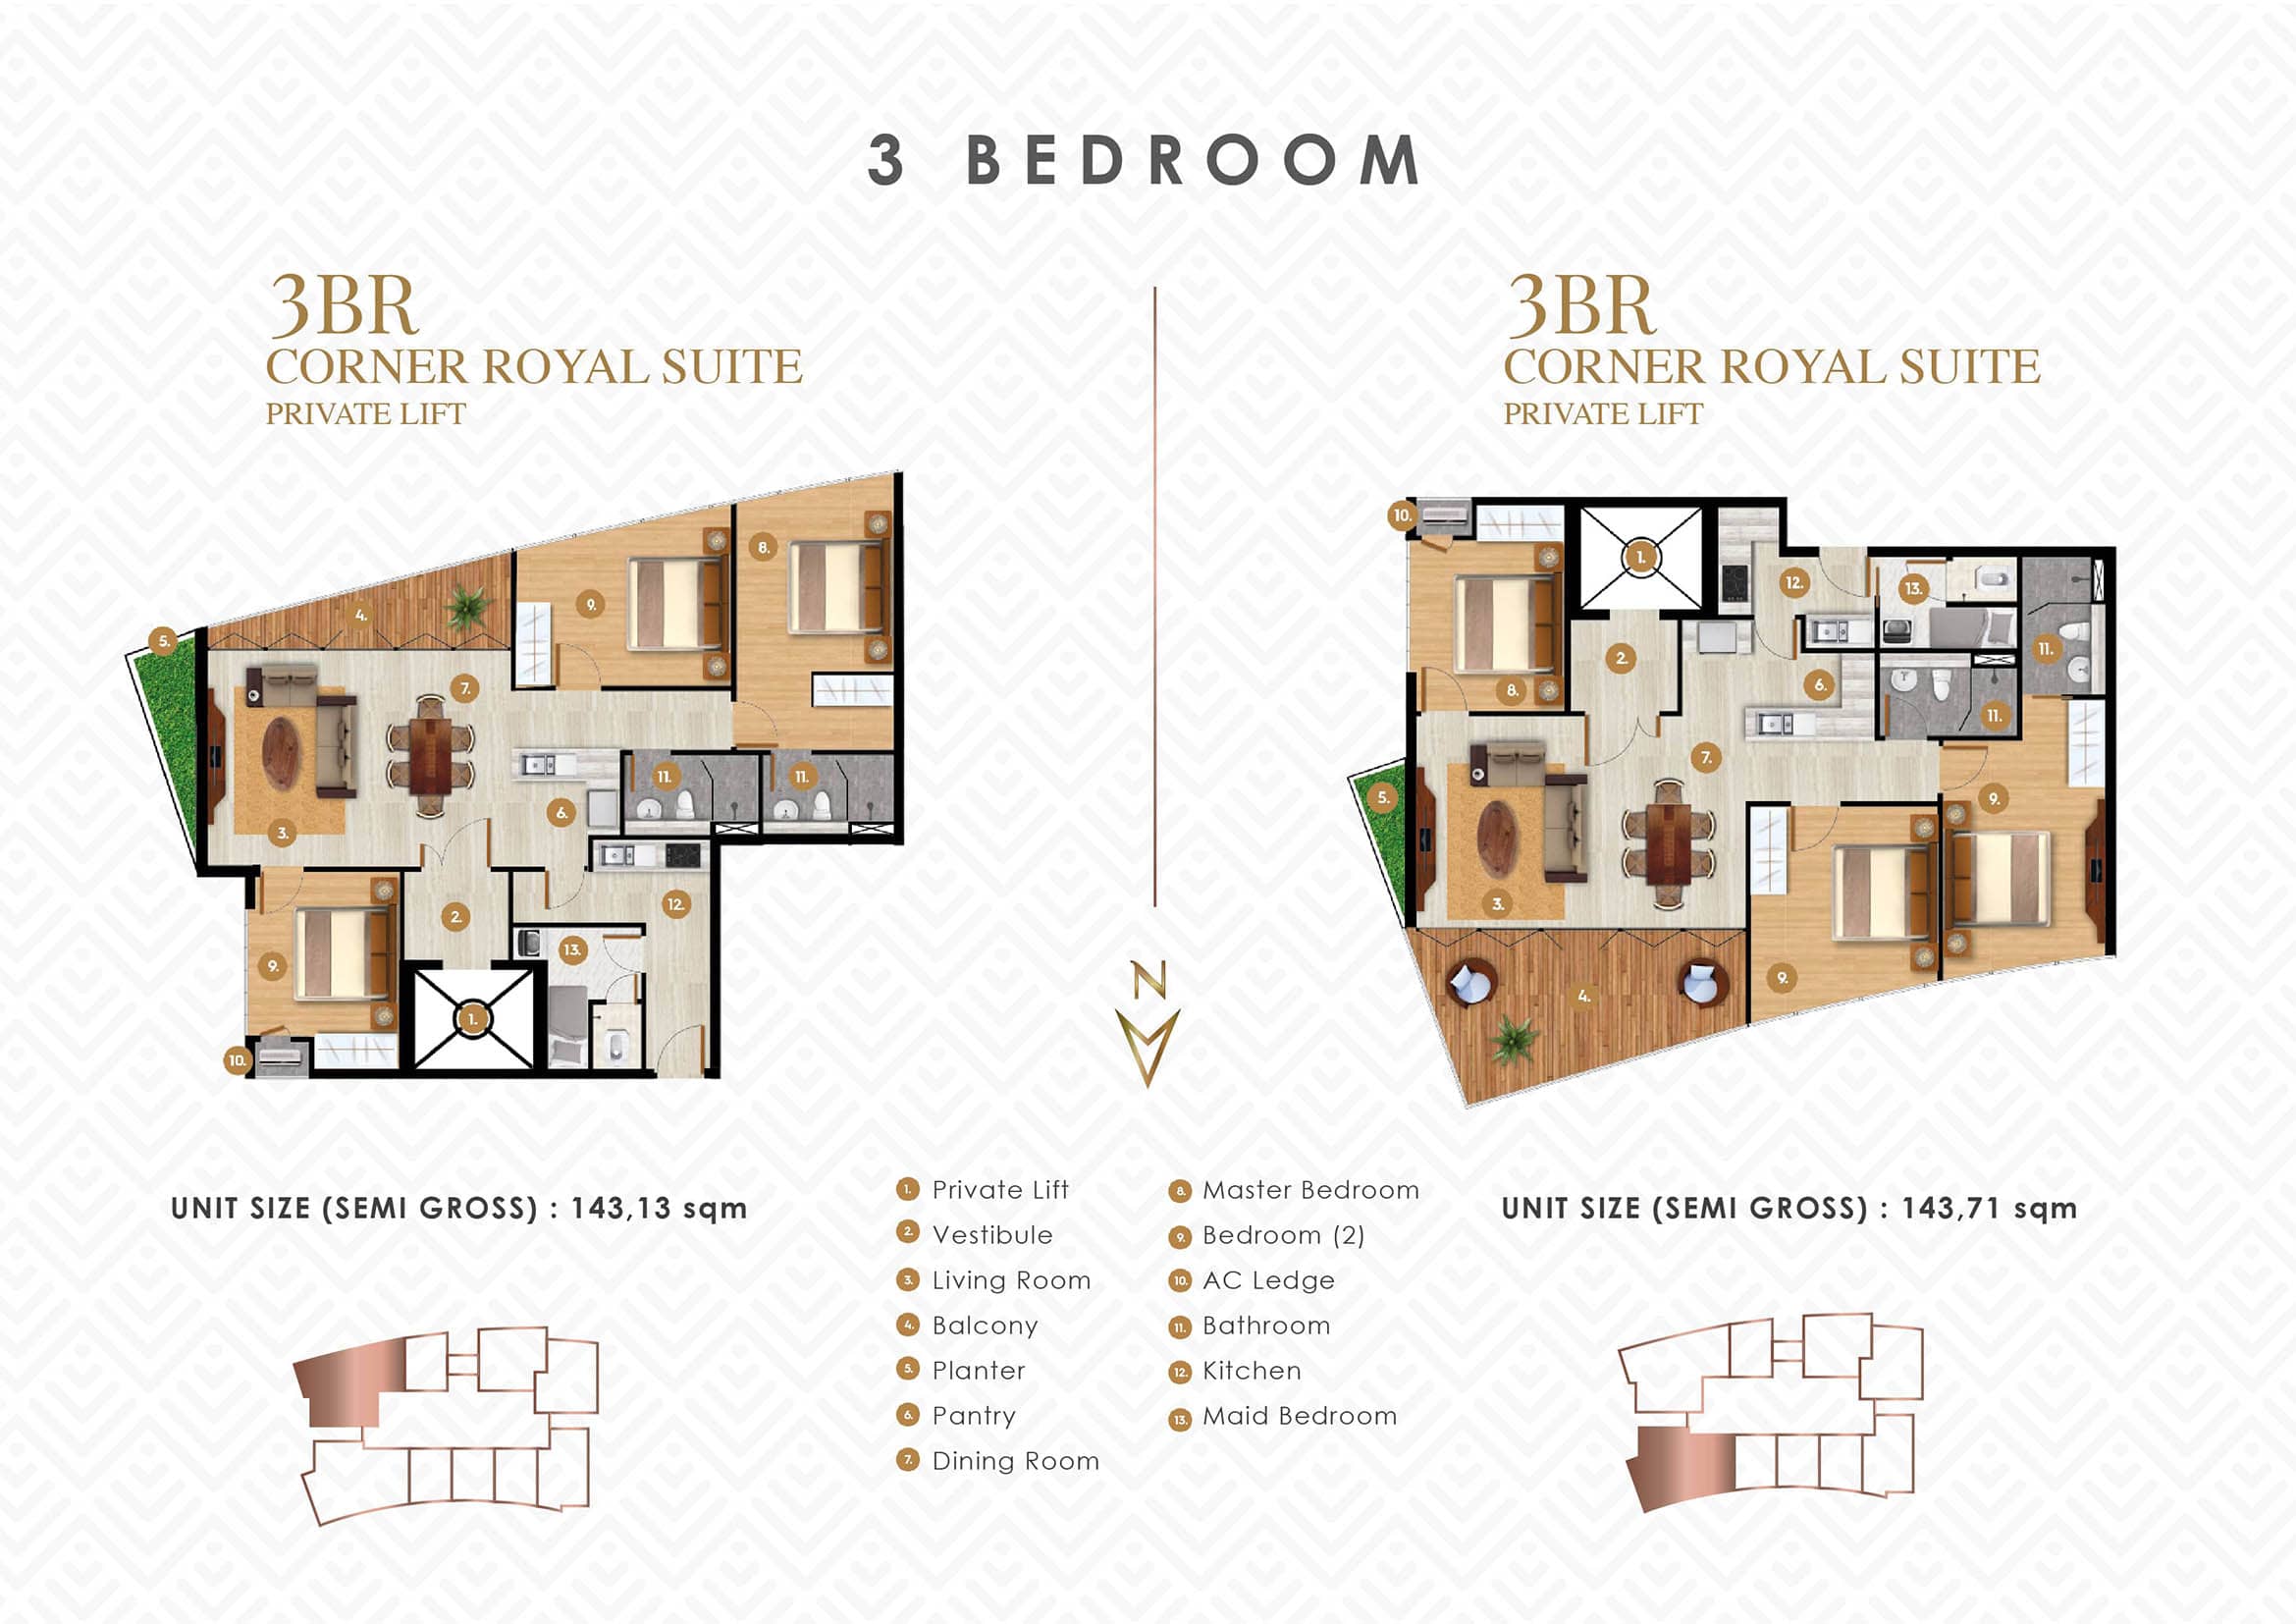 3 BEDROOM
3BR
CORNER ROYAL SUITE
PRIVATE LIFT
3BR
CORNER ROYAL SUITE
PRIVATE LIFT
5.
4.
9.
8.
7.
3.
6.
11.
11.
2.
12.
9.
13.
1.
10.
N
10.
1.
12.
13.
2.
8.
6.
11.
11.
7.
5.
9.
3.
4.
9.
UNIT SIZE (SEMI GROSS) : 143,13 sqm
1. Private Lift
2. Vestibule
3. Living Room
4. Balcony
5. Planter
6. Pantry
7. Dining Room
8. Master Bedroom
9. Bedroom (2)
10. AC Ledge
11. Bathroom
12. Kitchen
13. Maid Bedroom
UNIT SIZE (SEMI GROSS) : 143,71 sqm